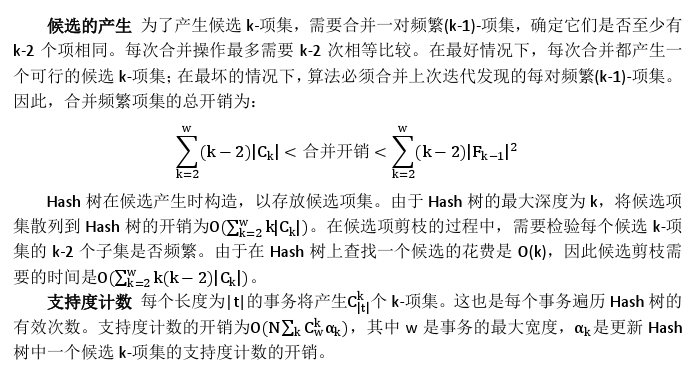 候选的产生 为了产生候选 k-项集，需要合并一对频繁(k-1)-项集，确定它们是否至少有
k-2 个项相同。每次合并操作最多需要 k-2 次相等比较。在最好情况下，每次合并都产生一
个可行的候选 k-项集；在最坏的情况下，算法必须合并上次迭代发现的每对频繁(k-1)-项集。
因此，合并频繁项集的总开销为：
$\sum_{k=2}^{w}(k-2)|C_k| < 合并开销 < \sum_{k=2}^{w}(k-2)|F_{k-1}|^2$
Hash 树在候选产生时构造，以存放候选项集。由于 Hash 树的最大深度为 k，将候选项
集散列到 Hash 树的开销为$O(\sum_{k=2}^{w} k|C_k|)$。在候选项剪枝的过程中，需要检验每个候选 k-项
集的 k-2 个子集是否频繁。由于在 Hash 树上查找一个候选的花费是 O(k)，因此候选剪枝需
要的时间是$O(\sum_{k=2}^{w} k(k-2)|C_k|)$。
支持度计数 每个长度为|t|的事务将产生$C_{|t|}^{k}$个 k-项集。这也是每个事务遍历 Hash 树的
有效次数。支持度计数的开销为$O(N\sum_k C_w^k α_k)$，其中 w 是事务的最大宽度，$α_k$是更新 Hash
树中一个候选 k-项集的支持度计数的开销。